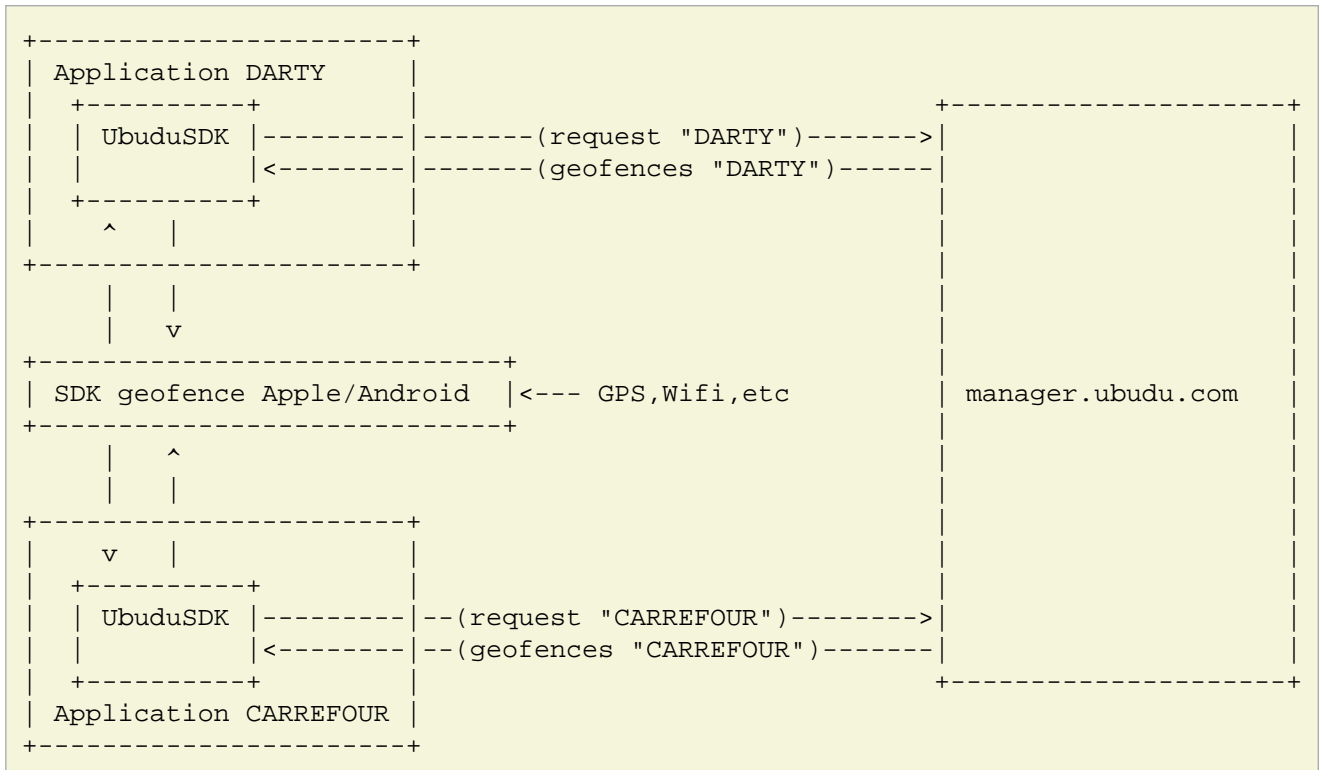 Application DARTY
UbuduSDK (request "DARTY")
(geofences "DARTY")
SDK geofence Apple/Android GPS,Wifi,etc manager.ubudu.com
UbuduSDK (request "CARREFOUR")
(geofences "CARREFOUR")
Application CARREFOUR